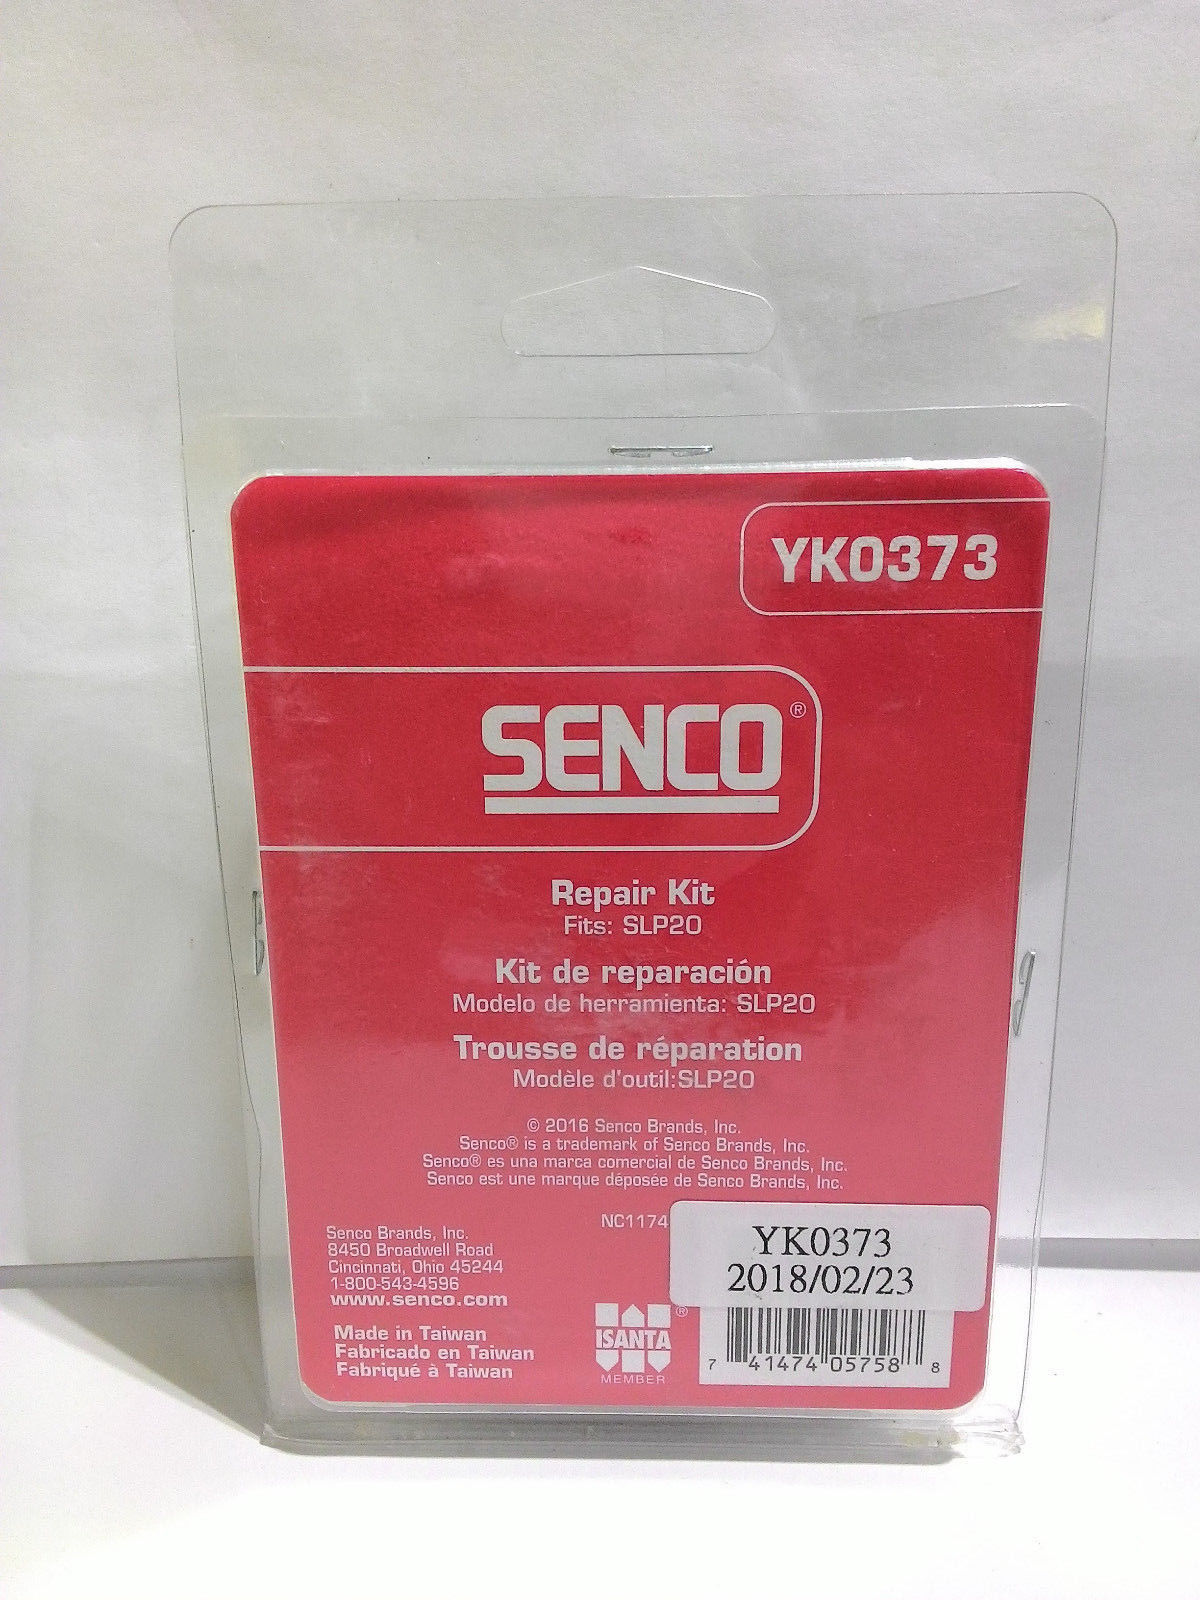 YK0373
SENCO®
Repair Kit
Fits: SLP20
Kit de reparación
Modelo de herramienta: SLP20
Trousse de réparation
Modèle d'outil:SLP20
© 2016 Senco Brands, Inc.
Senco® is a trademark of Senco Brands, Inc.
Senco® es una marca comercial de Senco Brands, Inc.
Senco est une marque déposée de Senco Brands, Inc.
NC1174
Senco Brands, Inc.
8450 Broadwell Road
Cincinnati, Ohio 45244
1-800-543-4596
www.senco.com
Made in Taiwan
Fabricado en Taiwan
Fabriqué à Taiwan
ISANTA®
MEMBER
YK0373
2018/02/23
7 41474 05758 8